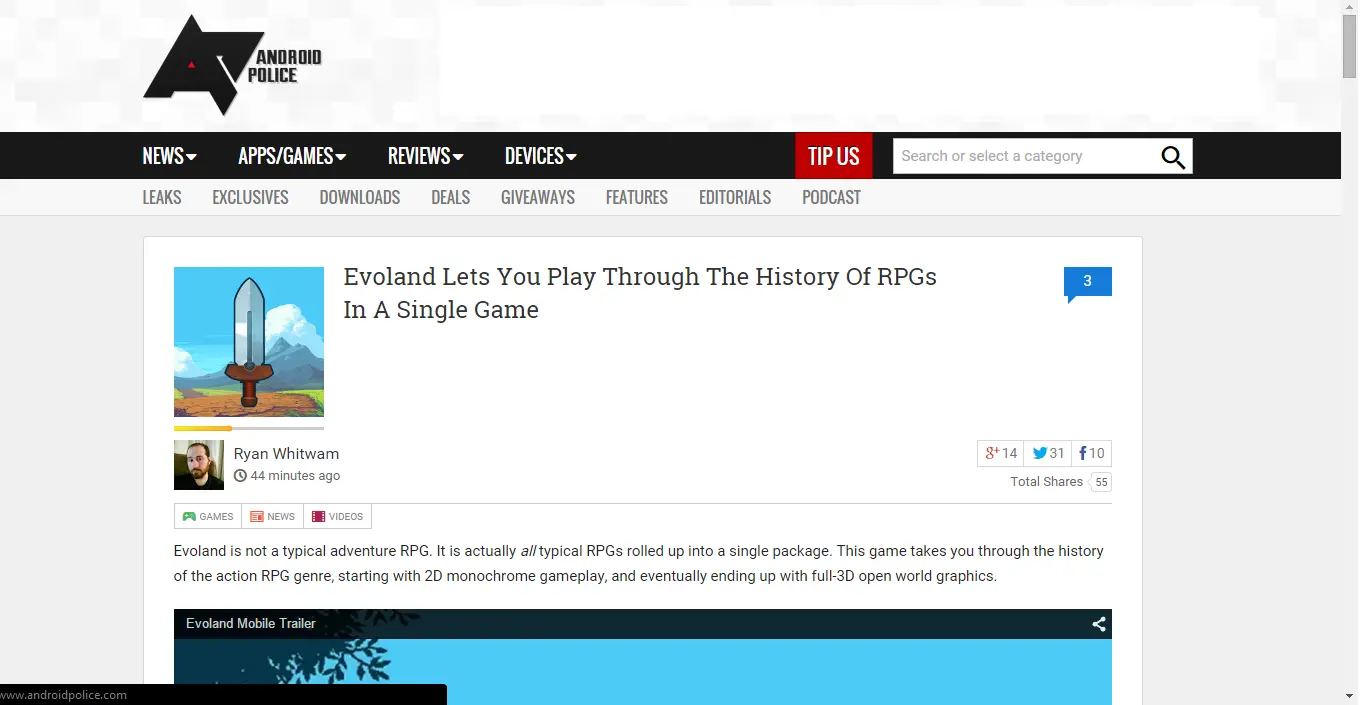 ANDROID
POLICE
NEWS APPS/GAMES REVIEWS DEVICES TIP US Search or select a category
LEAKS EXCLUSIVES DOWNLOADS DEALS GIVEAWAYS FEATURES EDITORIALS PODCAST
Evoland Lets You Play Through The History Of RPGs
In A Single Game
3
Ryan Whitwam
44 minutes ago
g+ 14 31 f 10
Total Shares 55
GAMES NEWS VIDEOS
Evoland is not a typical adventure RPG. It is actually all typical RPGs rolled up into a single package. This game takes you through the history
of the action RPG genre, starting with 2D monochrome gameplay, and eventually ending up with full-3D open world graphics.
Evoland Mobile Trailer
www.androidpolice.com